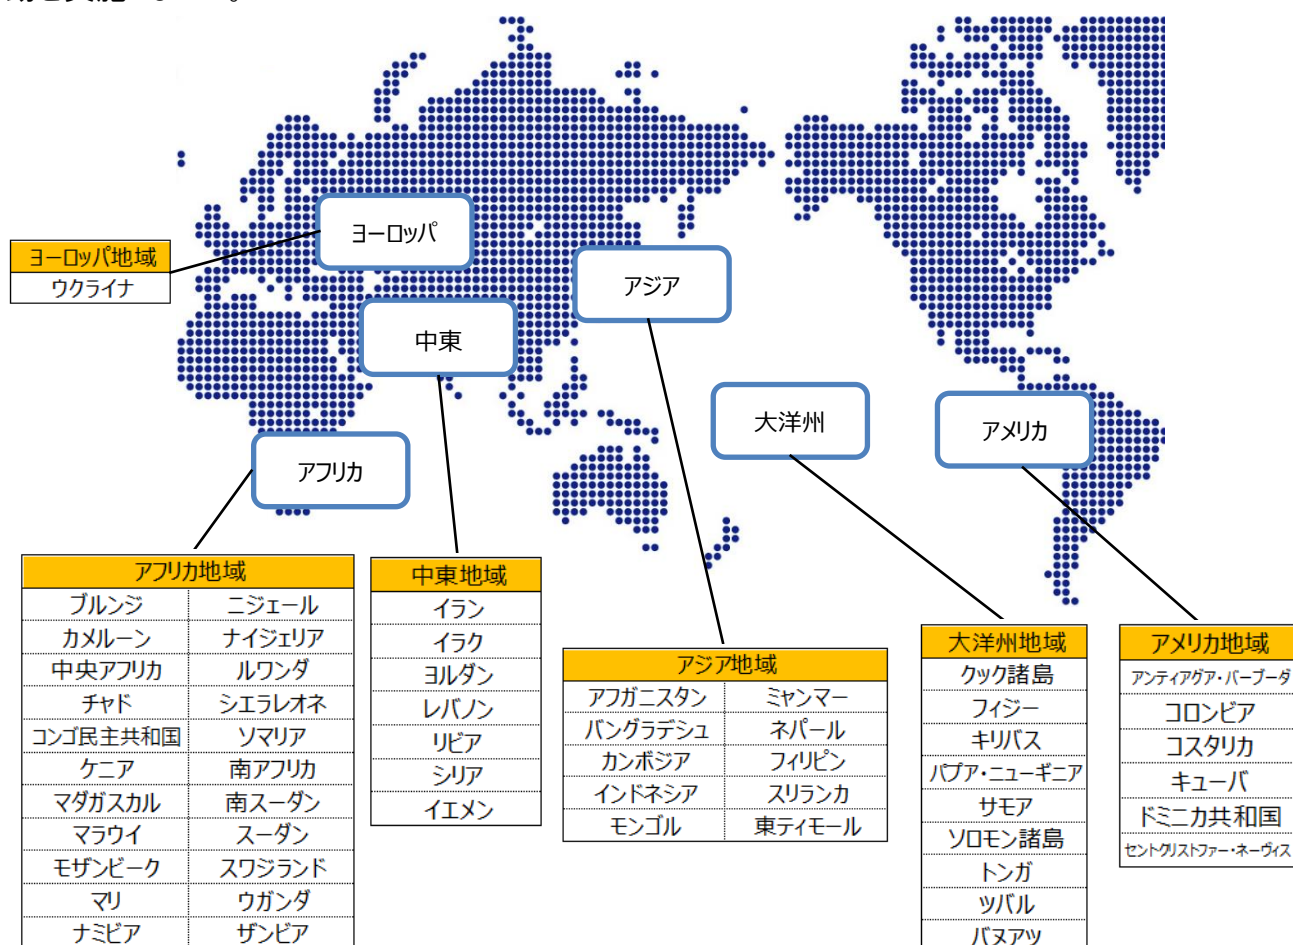 ヨーロッパ
ヨーロッパ地域
ウクライナ
アジア
中東
大洋州
アメリカ
アフリカ
アフリカ地域
ブルンジ ニジェール
カメルーン ナイジェリア
中央アフリカ ルワンダ
チャド シエラレオネ
コンゴ民主共和国 ソマリア
ケニア 南アフリカ
マダガスカル 南スーダン
マラウイ スーダン
モザンビーク スワジランド
マリ ウガンダ
ナミビア ザンビア
中東地域
イラン
イラク
ヨルダン
レバノン
リビア
シリア
イエメン
アジア地域
アフガニスタン ミャンマー
バングラデシュ ネパール
カンボジア フィリピン
インドネシア スリランカ
モンゴル 東ティモール
大洋州地域
クック諸島
フィジー
キリバス
パプア・ニューギニア
サモア
ソロモン諸島
トンガ
ツバル
バヌアツ
アメリカ地域
アンティアグア・バーブーダ
コロンビア
コスタリカ
キューバ
ドミニカ共和国
セントクリストファー・ネーヴィス